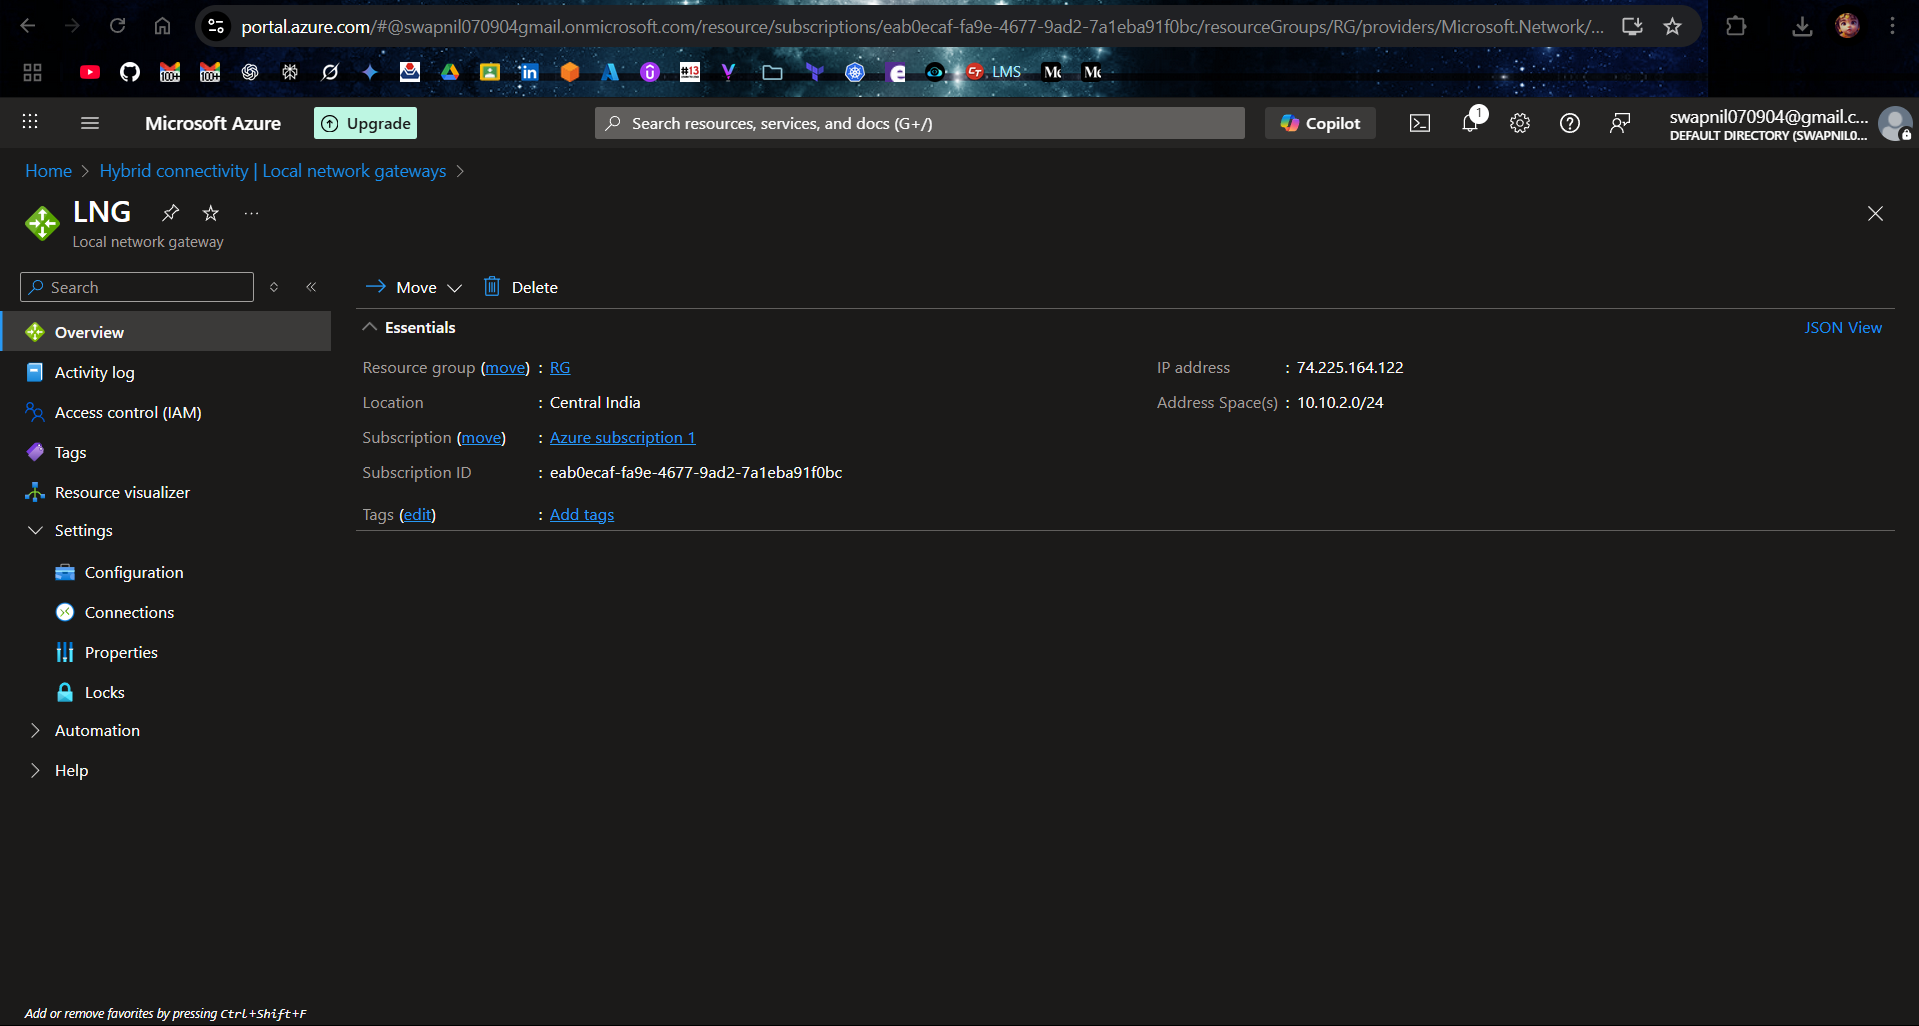 portal.azure.com/#@swapnil070904gmail.onmicrosoft.com/resource/subscriptions/eab0ecaf-fa9e-4677-9ad2-7a1eba91f0bc/resourceGroups/RG/providers/Microsoft.Network/...
100+
100+
#13
CT LMS
Microsoft Azure
Upgrade
Search resources, services, and docs (G+/)
Copilot
1
swapnil070904@gmail.c...
DEFAULT DIRECTORY (SWAPNIL0...
Home > Hybrid connectivity | Local network gateways >
LNG
...
Local network gateway
Search
Move
Delete
Essentials
JSON View
Overview
Activity log
Access control (IAM)
Tags
Resource visualizer
Settings
Configuration
Connections
Properties
Locks
Automation
Help
Resource group (move) : RG
Location : Central India
Subscription (move) : Azure subscription 1
Subscription ID : eab0ecaf-fa9e-4677-9ad2-7a1eba91f0bc
Tags (edit) : Add tags
IP address : 74.225.164.122
Address Space(s) : 10.10.2.0/24
Add or remove favorites by pressing Ctrl+Shift+F